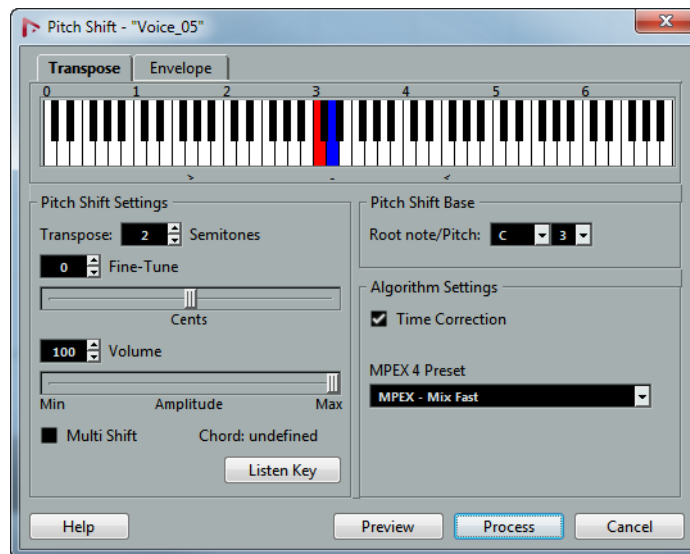 Pitch Shift - "Voice_05"
Transpose Envelope
0 1 2 3 4 5 6
Pitch Shift Settings
Transpose: 2 Semitones
0 Fine-Tune
Cents
100 Volume
Min Amplitude Max
Multi Shift Chord: undefined
Listen Key
Pitch Shift Base
Root note/Pitch: C 3
Algorithm Settings
Time Correction
MPEX 4 Preset
MPEX - Mix Fast
Help Preview Process Cancel